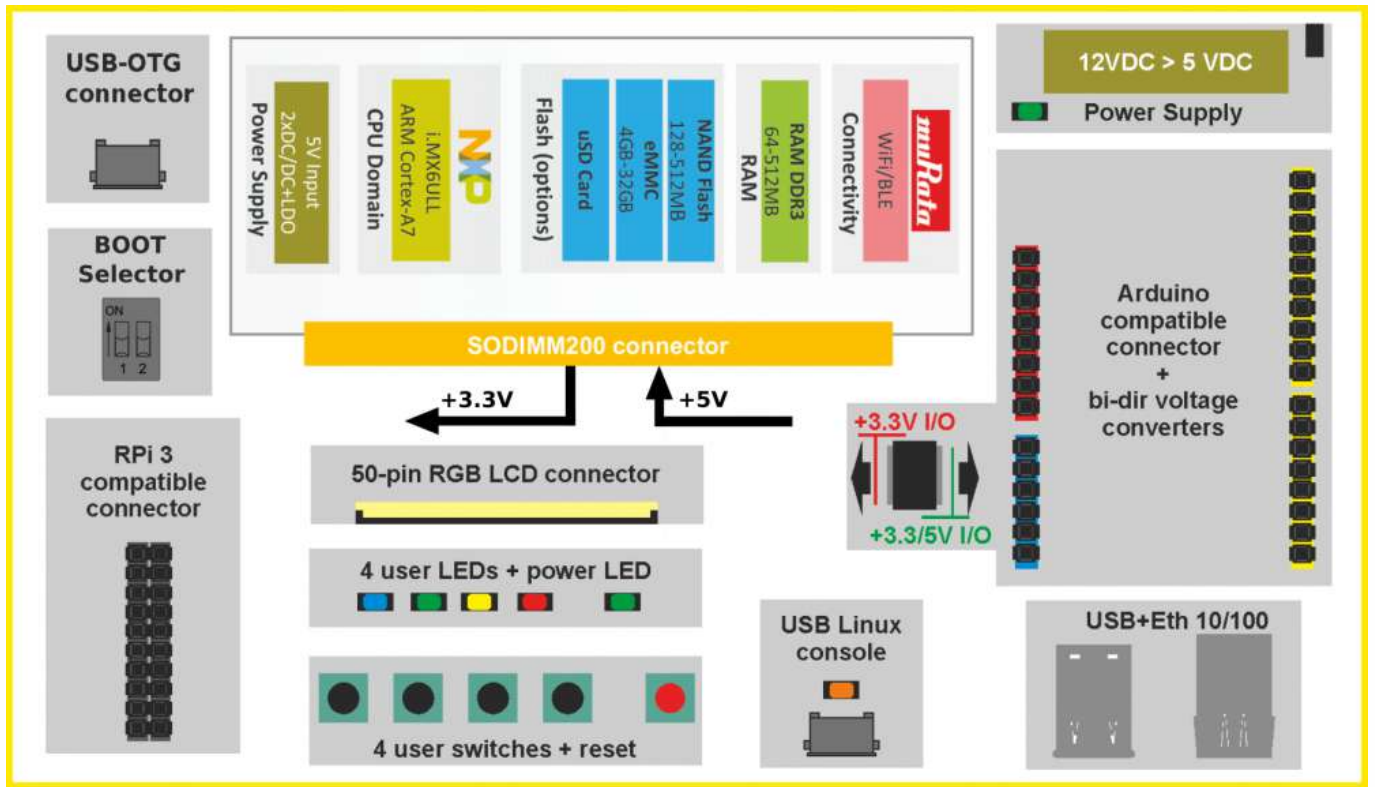 USB-OTG
connector
BOOT
Selector
ON
1 2
RPi 3
compatible
connector
5V Input
2xDC/DC+LDO
Power Supply
NXP
i.MX6ULL
ARM Cortex-A7
CPU Domain
NAND Flash
128-512MB
eMMC
4GB-32GB
uSD Card
Flash (options)
RAM DDR3
64-512MB
RAM
muRata
WiFi/BLE
Connectivity
SODIMM200 connector
+3.3V
+5V
50-pin RGB LCD connector
4 user LEDs + power LED
4 user switches + reset
12VDC > 5 VDC
Power Supply
Arduino
compatible
connector
+
bi-dir voltage
converters
+3.3V I/O
+3.3/5V I/O
USB Linux
console
USB+Eth 10/100